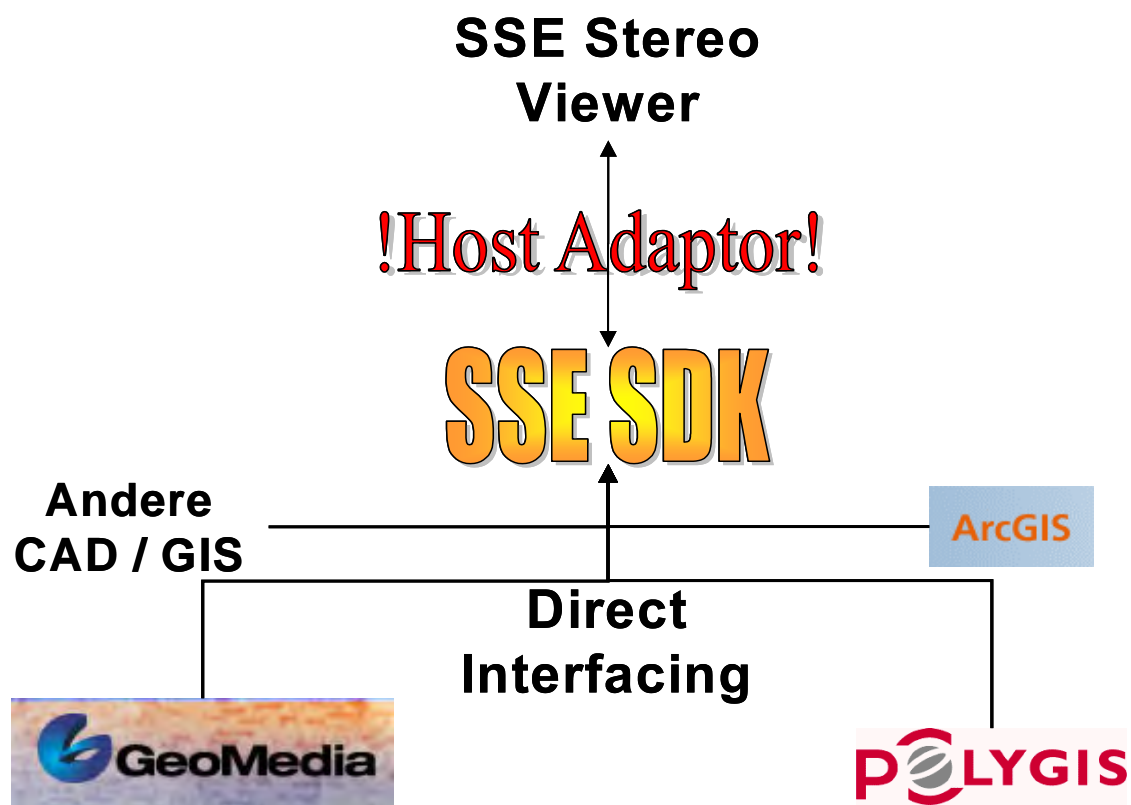 SSE Stereo
Viewer
!Host Adaptor!
SSE SDK
Andere
CAD / GIS
ArcGIS
Direct
Interfacing
GeoMedia
POLYGIS